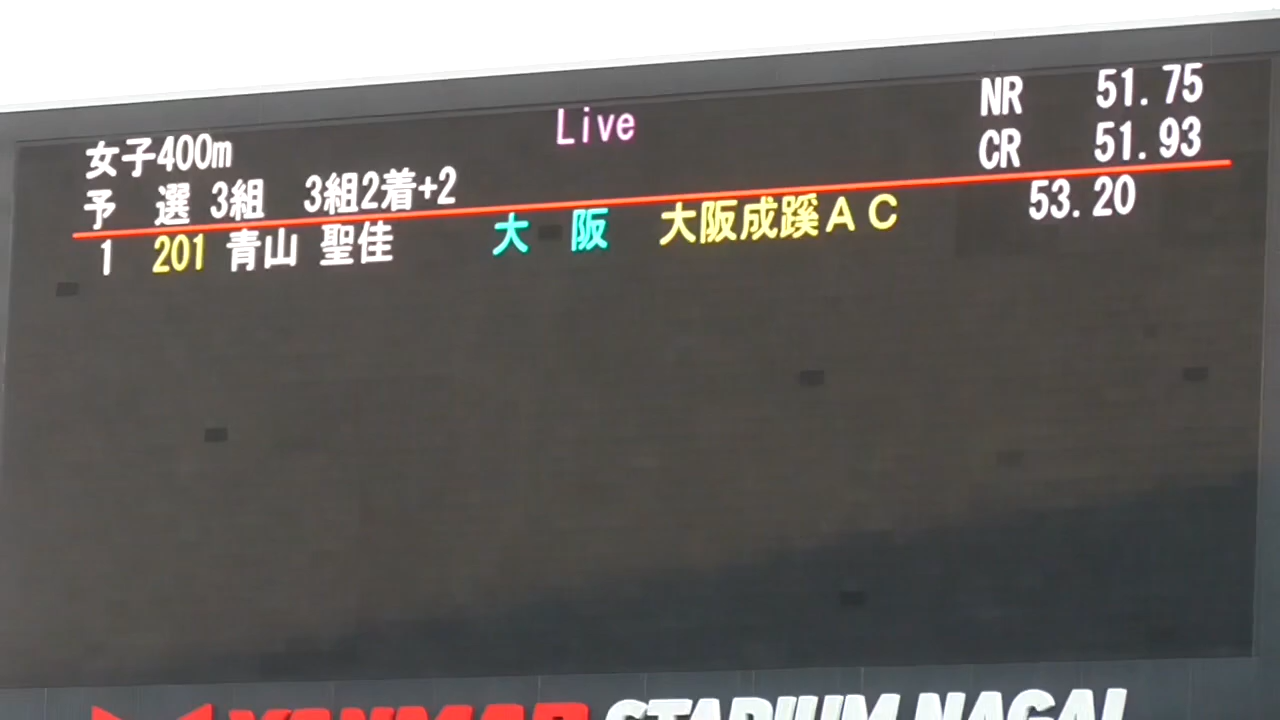 Live
女子400m NR 51.75
予 選 3組 3組2着+2 CR 51.93
1 201 青山 聖佳 大 阪 大阪成蹊AC 53.20
YANMAR STADIUM NAGAI